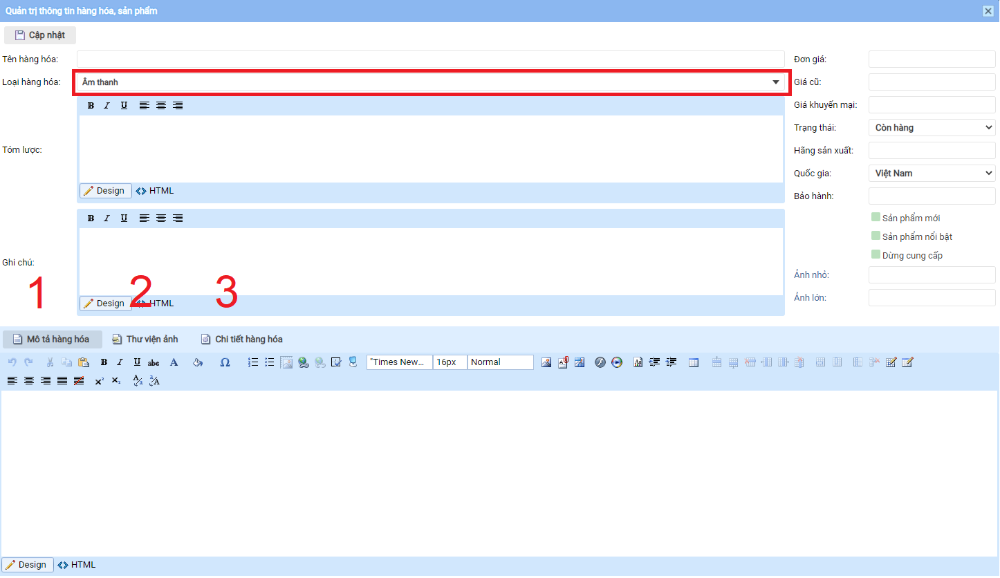 Quản trị thông tin hàng hóa, sản phẩm
Cập nhật
Tên hàng hóa:
Đơn giá:
Loại hàng hóa: Âm thanh
Giá cũ:
B I U
Giá khuyến mại:
Trạng thái: Còn hàng
Tóm lược:
Hãng sản xuất:
Quốc gia: Việt Nam
Design HTML
Bảo hành:
B I U
Sản phẩm mới
Sản phẩm nổi bật
Dừng cung cấp
Ghi chú:
Ảnh nhỏ:
1 2 3
Design HTML
Ảnh lớn:
Mô tả hàng hóa Thư viện ảnh Chi tiết hàng hóa
B I U abc A Ω "Times New... 16px Normal
Design HTML